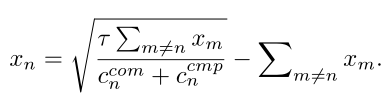 $x_n = \sqrt{\frac{\tau \sum_{m \neq n} x_m}{c_n^{com} + c_n^{cmp}}} - \sum_{m \neq n} x_m.$